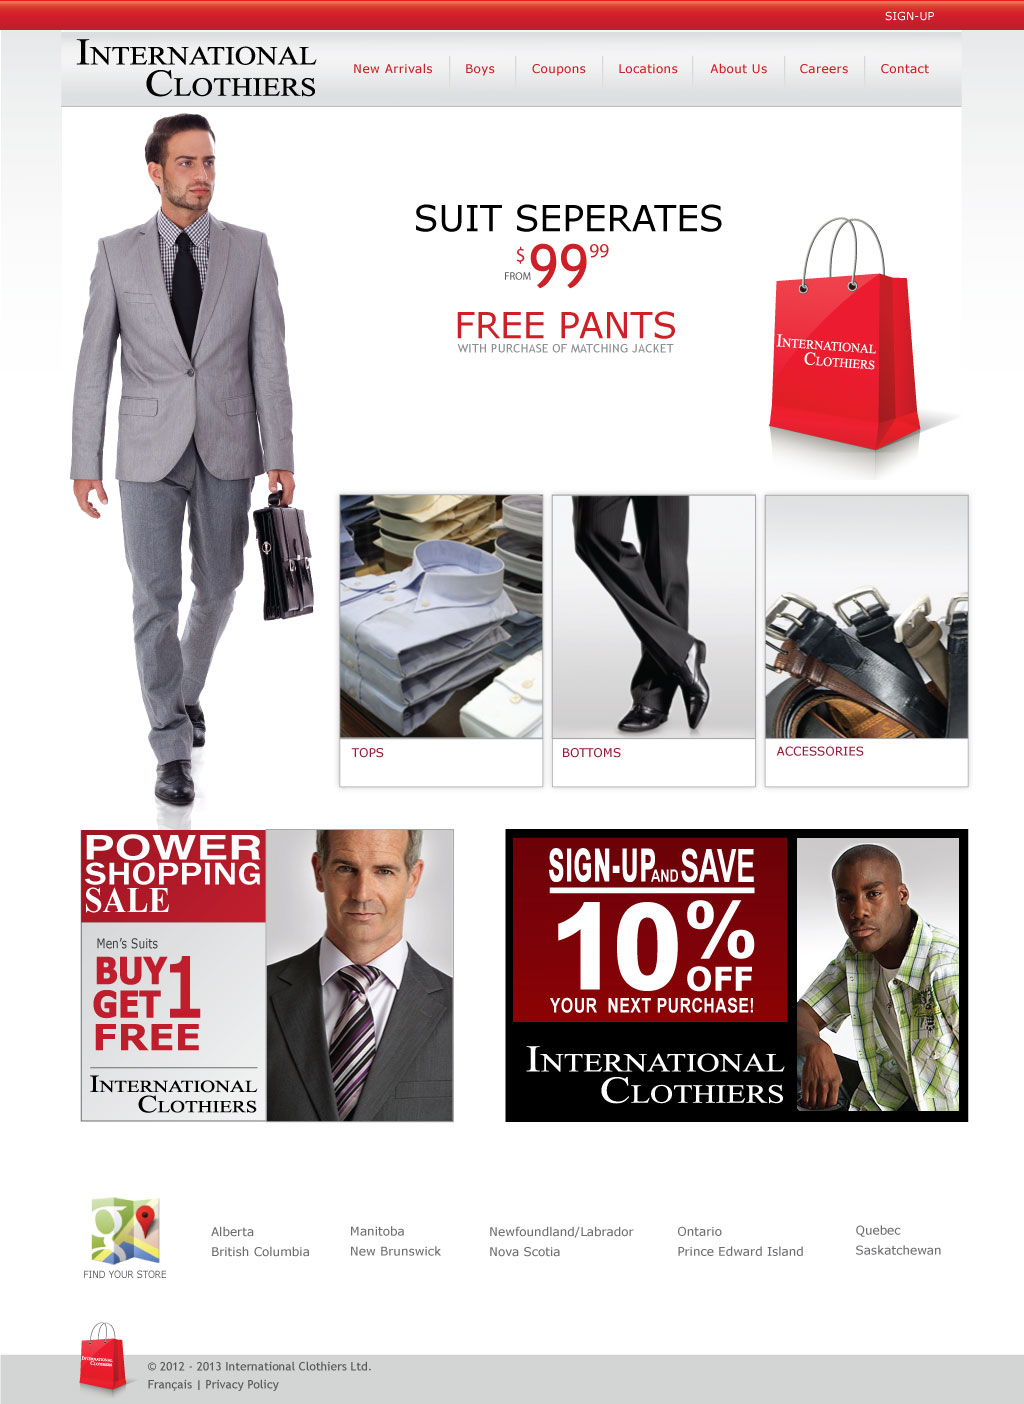 SIGN-UP
INTERNATIONAL
CLOTHIERS
New Arrivals
Boys
Coupons
Locations
About Us
Careers
Contact
SUIT SEPERATES
FROM $99 99
FREE PANTS
WITH PURCHASE OF MATCHING JACKET
INTERNATIONAL
CLOTHIERS
TOPS
BOTTOMS
ACCESSORIES
POWER
SHOPPING
SALE
Men's Suits
BUY 1
GET
FREE
INTERNATIONAL
CLOTHIERS
SIGN-UP AND SAVE
10%
OFF
YOUR NEXT PURCHASE!
INTERNATIONAL
CLOTHIERS
FIND YOUR STORE
Alberta
British Columbia
Manitoba
New Brunswick
Newfoundland/Labrador
Nova Scotia
Ontario
Prince Edward Island
Quebec
Saskatchewan
INTERNATIONAL
CLOTHIERS
© 2012 - 2013 International Clothiers Ltd.
Français | Privacy Policy